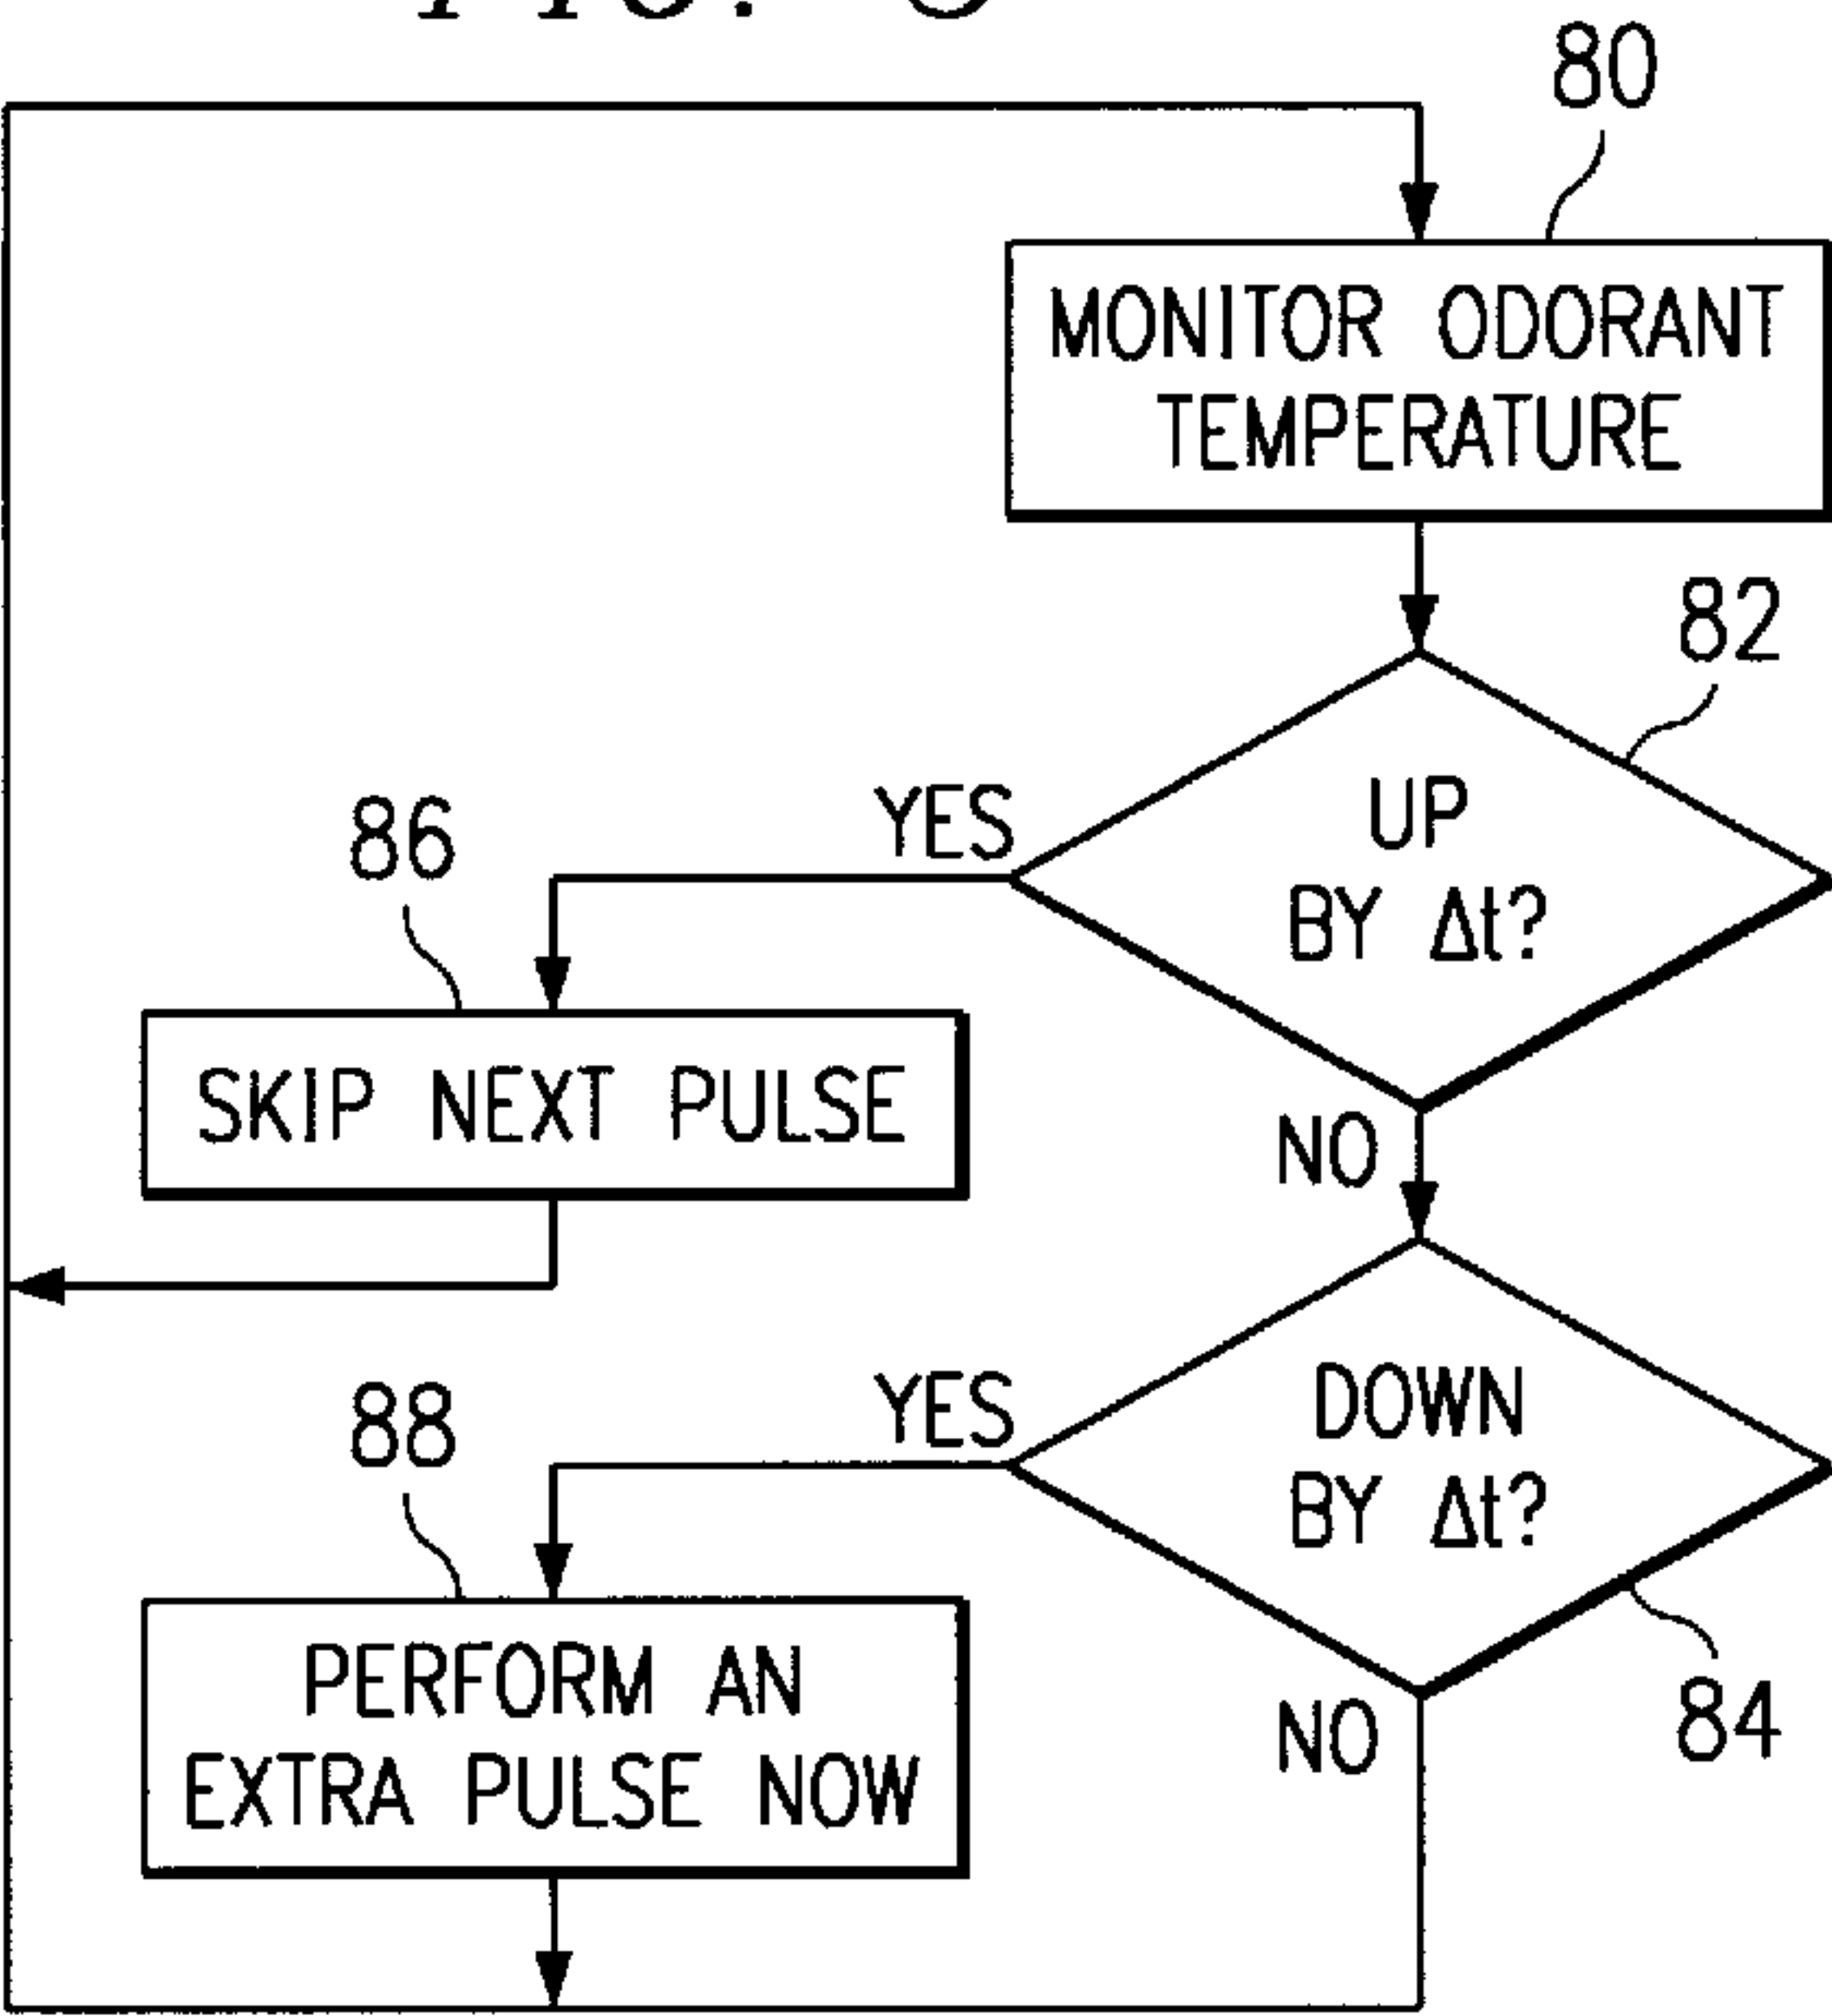 80
MONITOR ODORANT
TEMPERATURE
82
UP
BY Δt?
YES
86
SKIP NEXT PULSE
NO
DOWN
BY Δt?
YES
88
PERFORM AN
EXTRA PULSE NOW
NO
84